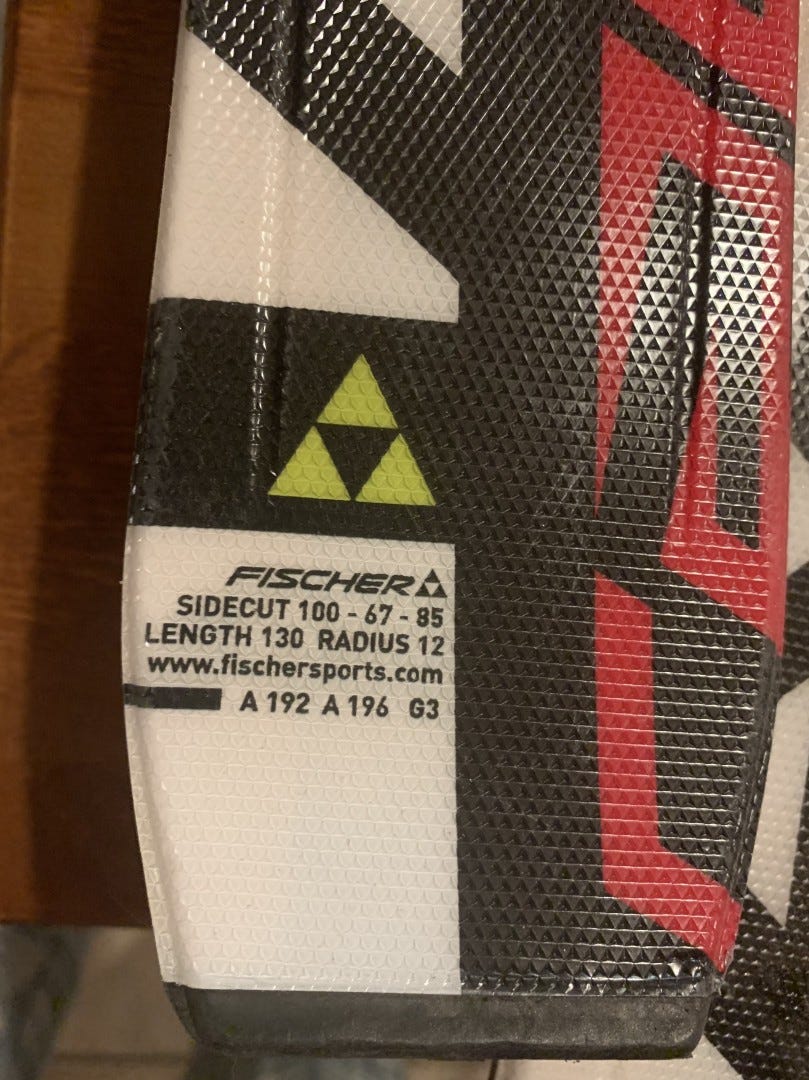 FISCHER
SIDECUT 100 - 67 - 85
LENGTH 130 RADIUS 12
www.fischersports.com
A 192 A 196 G3